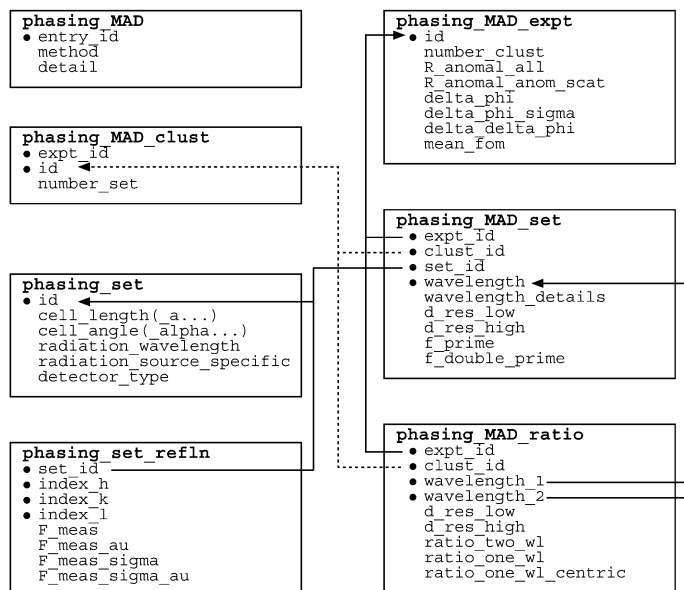 phasing_MAD
• entry_id
method
detail
phasing_MAD_clust
• expt_id
• id
number_set
phasing_set
• id
cell_length(_a...)
cell_angle(_alpha...)
radiation_wavelength
radiation_source_specific
detector_type
phasing_set_refln
• set_id
• index_h
• index_k
• index_l
F_meas
F_meas_au
F_meas_sigma
F_meas_sigma_au
phasing_MAD_expt
• id
number_clust
R_anomal_all
R_anomal_anom_scat
delta_phi
delta_phi_sigma
delta_delta_phi
mean_fom
phasing_MAD_set
• expt_id
• clust_id
• set_id
• wavelength
wavelength_details
d_res_low
d_res_high
f_prime
f_double_prime
phasing_MAD_ratio
• expt_id
• clust_id
• wavelength_1
• wavelength_2
d_res_low
d_res_high
ratio_two_wl
ratio_one_wl
ratio_one_wl_centric